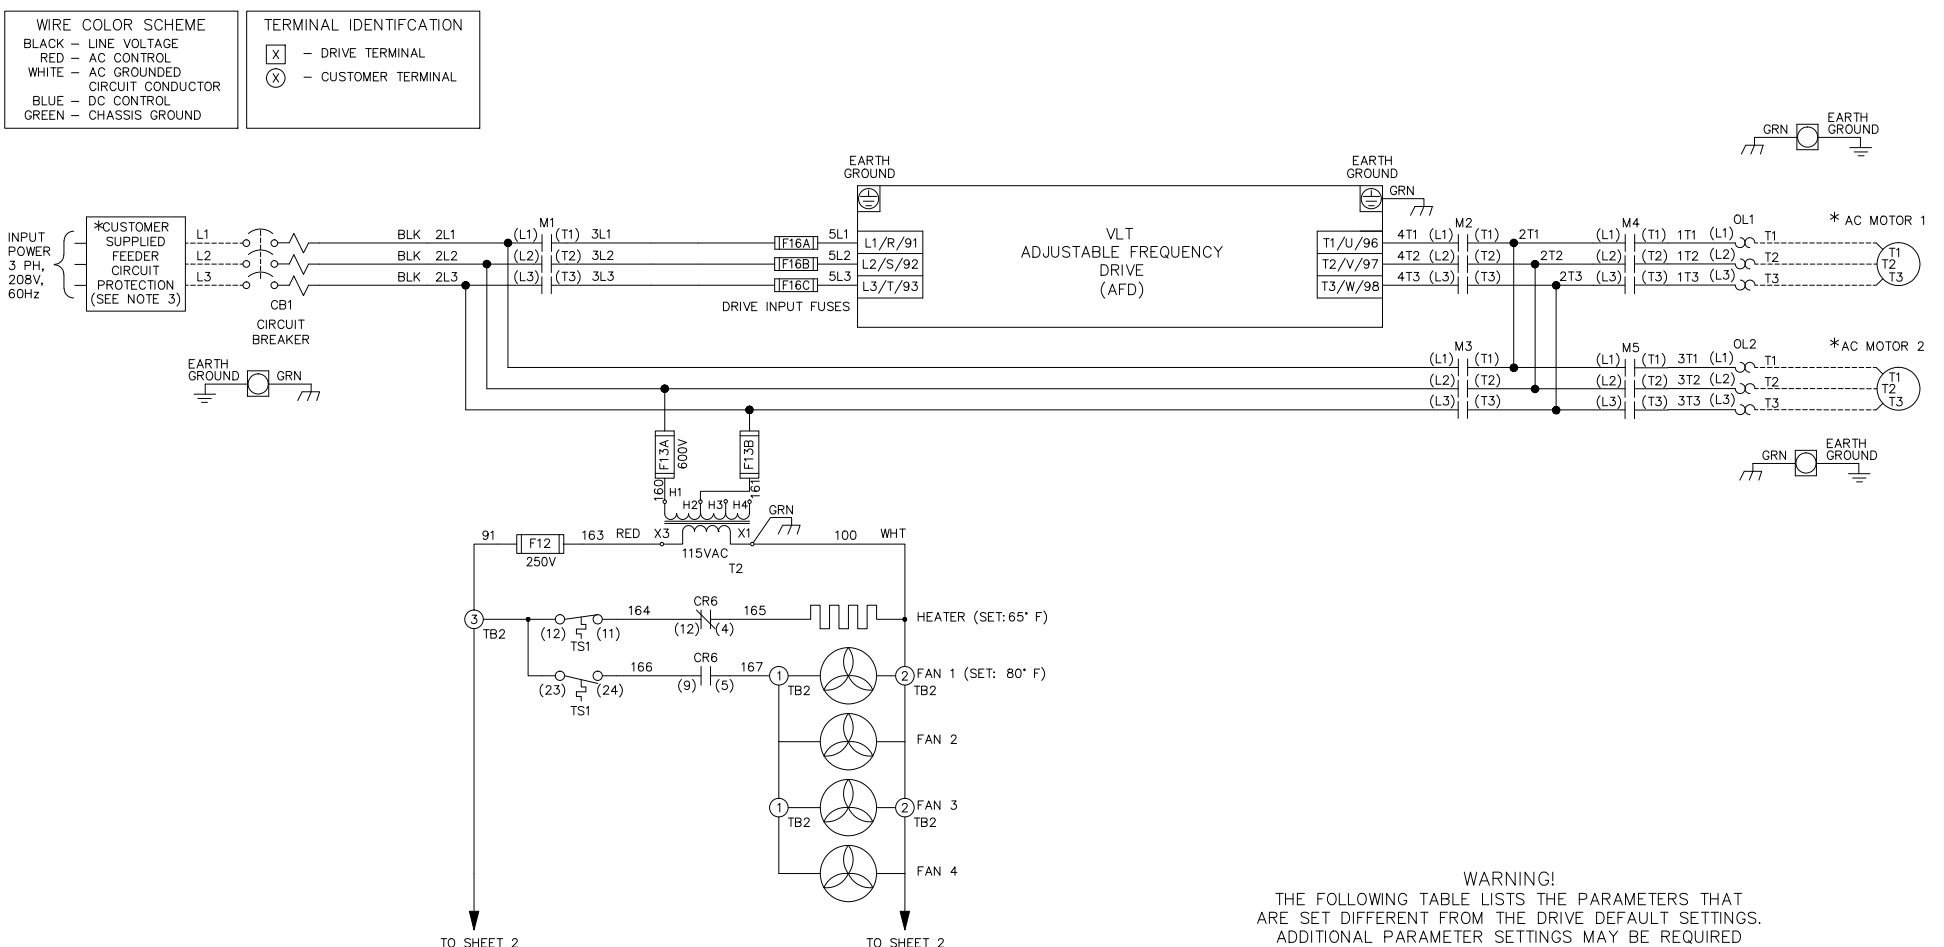 WIRE COLOR SCHEME
BLACK – LINE VOLTAGE
RED – AC CONTROL
WHITE – AC GROUNDED
CIRCUIT CONDUCTOR
BLUE – DC CONTROL
GREEN – CHASSIS GROUND
TERMINAL IDENTIFCATION
X – DRIVE TERMINAL
X – CUSTOMER TERMINAL
GRN
EARTH
GROUND
INPUT
POWER
3 PH,
208V,
60Hz
*CUSTOMER
SUPPLIED
FEEDER
CIRCUIT
PROTECTION
(SEE NOTE 3)
L1
L2
L3
CB1
CIRCUIT
BREAKER
BLK 2L1
BLK 2L2
BLK 2L3
M1
(L1) (T1) 3L1
(L2) (T2) 3L2
(L3) (T3) 3L3
F16A 5L1
F16B 5L2
F16C 5L3
DRIVE INPUT FUSES
EARTH
GROUND
L1/R/91
L2/S/92
L3/T/93
VLT
ADJUSTABLE FREQUENCY
DRIVE
(AFD)
EARTH
GROUND
GRN
T1/U/96
T2/V/97
T3/W/98
M2
4T1 (L1) (T1) 2T1
4T2 (L2) (T2) 2T2
4T3 (L3) (T3) 2T3
M4
OL1
(L1) (T1) 1T1 (L1) T1
(L2) (T2) 1T2 (L2) T2
(L3) (T3) 1T3 (L3) T3
* AC MOTOR 1
T1
T2
T3
EARTH
GROUND
GRN
M3
(L1) (T1)
(L2) (T2)
(L3) (T3)
M5
OL2
(L1) (T1) 3T1 (L1) T1
(L2) (T2) 3T2 (L2) T2
(L3) (T3) 3T3 (L3) T3
*AC MOTOR 2
T1
T2
T3
GRN
EARTH
GROUND
F13A
600V
F13B
160
161
H1
H2
H3
H4
GRN
91
F12
250V
163
RED
X3
X1
115VAC
T2
100
WHT
3
TB2
(12)
(11)
TS1
164
CR6
(12)
(4)
165
HEATER (SET:65° F)
(23)
(24)
TS1
166
CR6
(9)
(5)
167
1
TB2
2
TB2
FAN 1 (SET: 80° F)
FAN 2
1
TB2
2
TB2
FAN 3
FAN 4
TO SHEET 2
TO SHEET 2
WARNING!
THE FOLLOWING TABLE LISTS THE PARAMETERS THAT
ARE SET DIFFERENT FROM THE DRIVE DEFAULT SETTINGS.
ADDITIONAL PARAMETER SETTINGS MAY BE REQUIRED